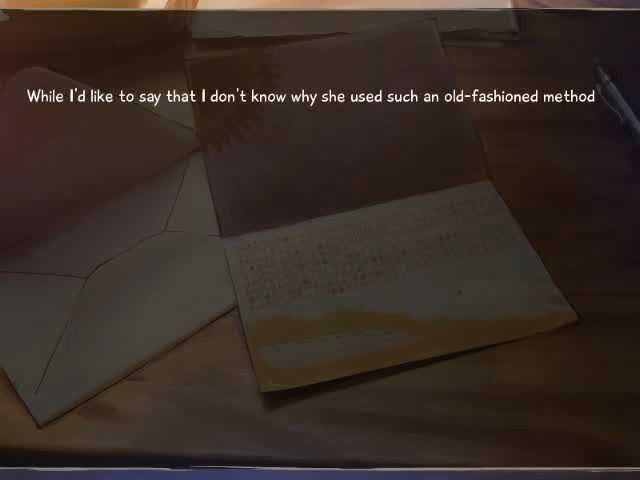 While I'd like to say that I don't know why she used such an old-fashioned method